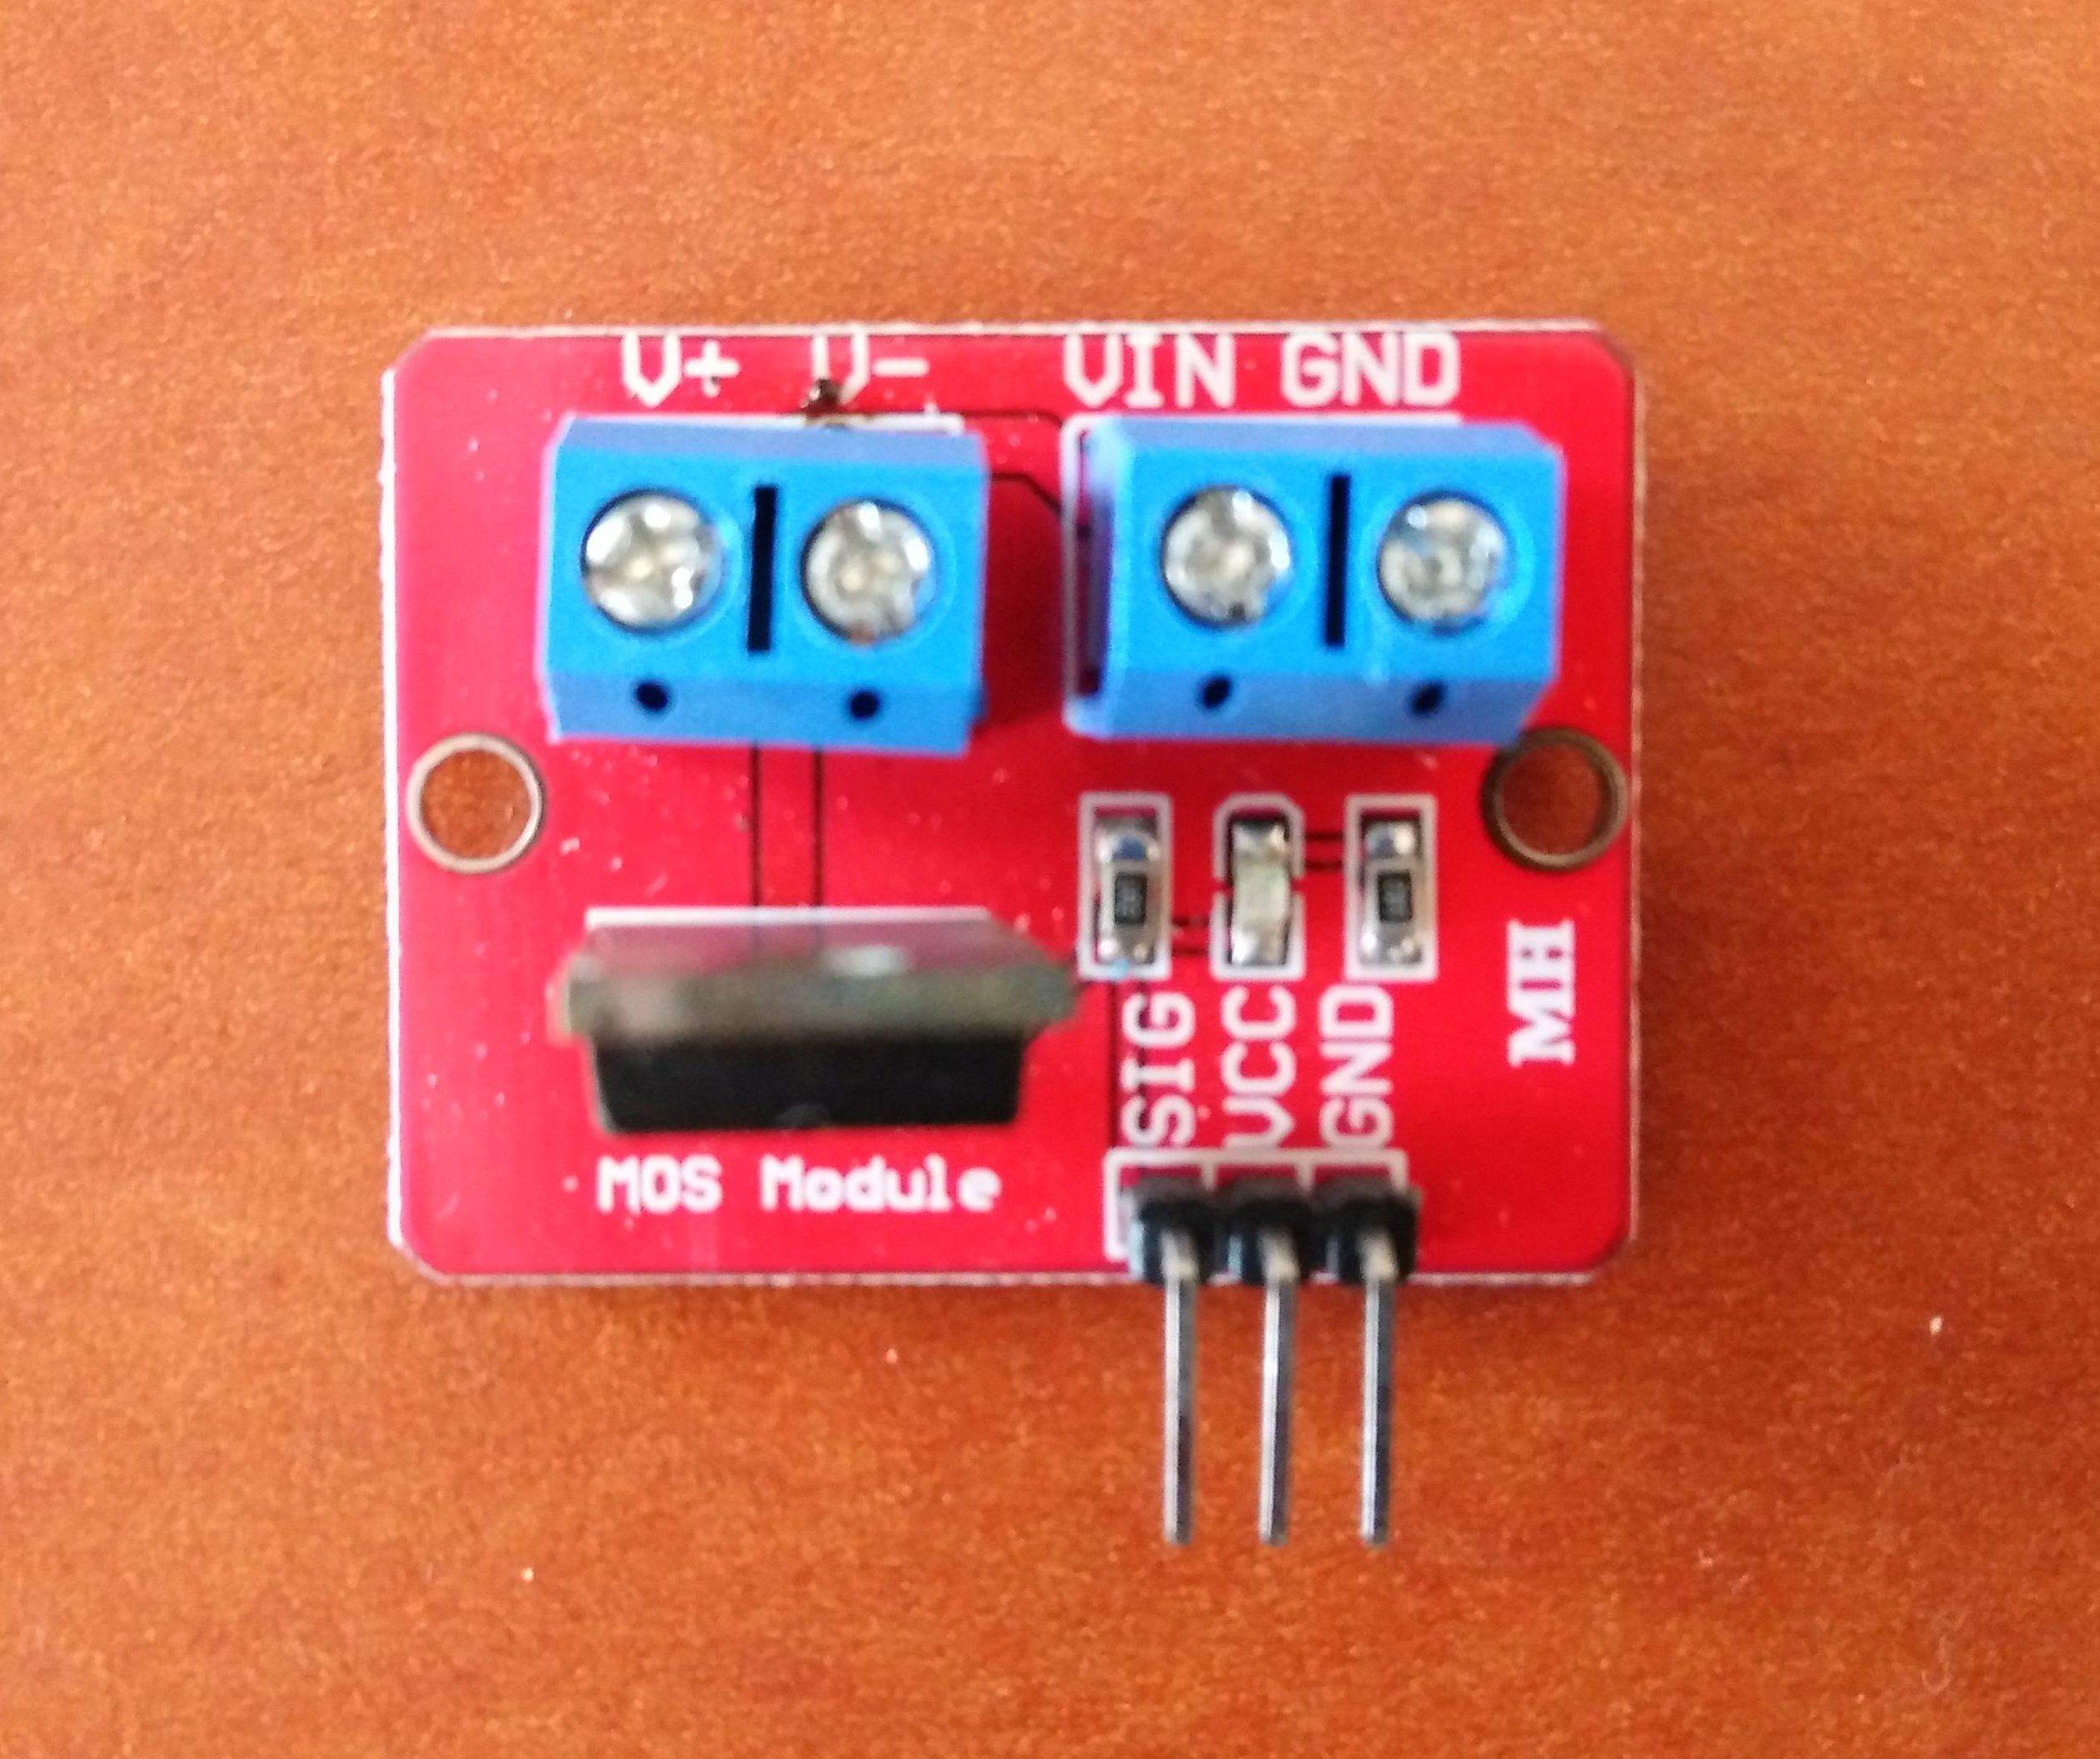 V+ V- VIN GND
SIG
VCC
GND
MH
MOS Module